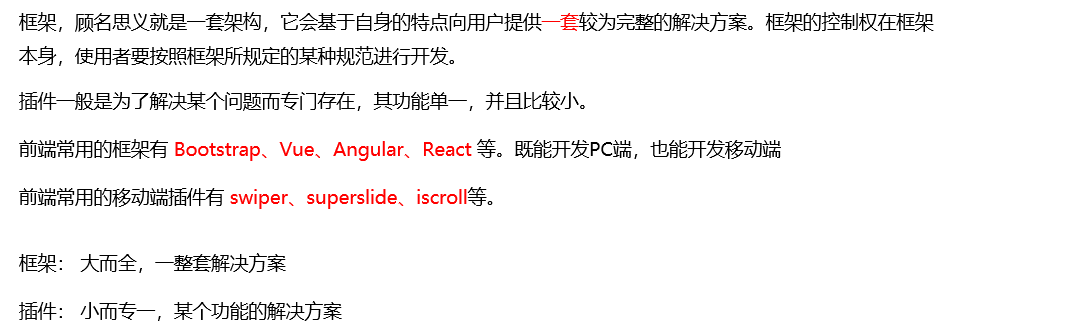 框架，顾名思义就是一套架构，它会基于自身的特点向用户提供一套较为完整的解决方案。框架的控制权在框架
本身，使用者要按照框架所规定的某种规范进行开发。
插件一般是为了解决某个问题而专门存在，其功能单一，并且比较小。
前端常用的框架有 Bootstrap、Vue、Angular、React 等。既能开发PC端，也能开发移动端
前端常用的移动端插件有 swiper、superslide、iscroll等。
框架： 大而全，一整套解决方案
插件： 小而专一，某个功能的解决方案